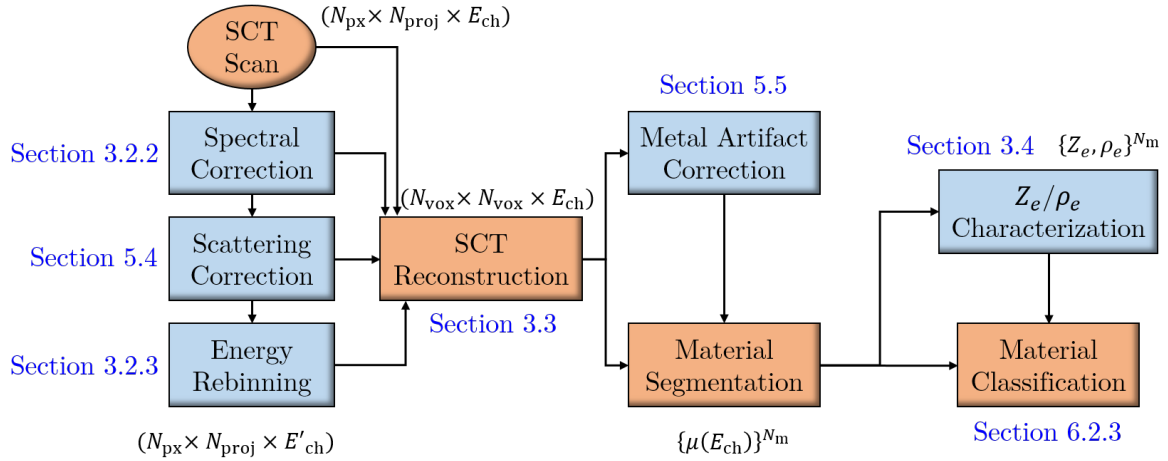 SCT
Scan
(N_px × N_proj × E_ch)
Section 3.2.2
Spectral
Correction
Section 5.4
Scattering
Correction
Section 3.2.3
Energy
Rebinning
(N_px × N_proj × E'_ch)
(N_vox × N_vox × E_ch)
SCT
Reconstruction
Section 3.3
Section 5.5
Metal Artifact
Correction
Material
Segmentation
{μ(E_ch)}^N_m
Section 3.4 {Z_e, ρ_e}^N_m
Z_e/ρ_e
Characterization
Material
Classification
Section 6.2.3